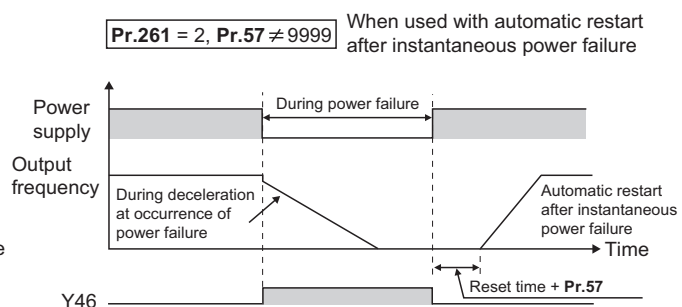 Pr.261 = 2, Pr.57 ≠ 9999
When used with automatic restart
after instantaneous power failure
Power
supply
During power failure
Output
frequency
During deceleration
at occurrence of
power failure
Automatic restart
after instantaneous
power failure
Time
e
Reset time + Pr.57
Y46